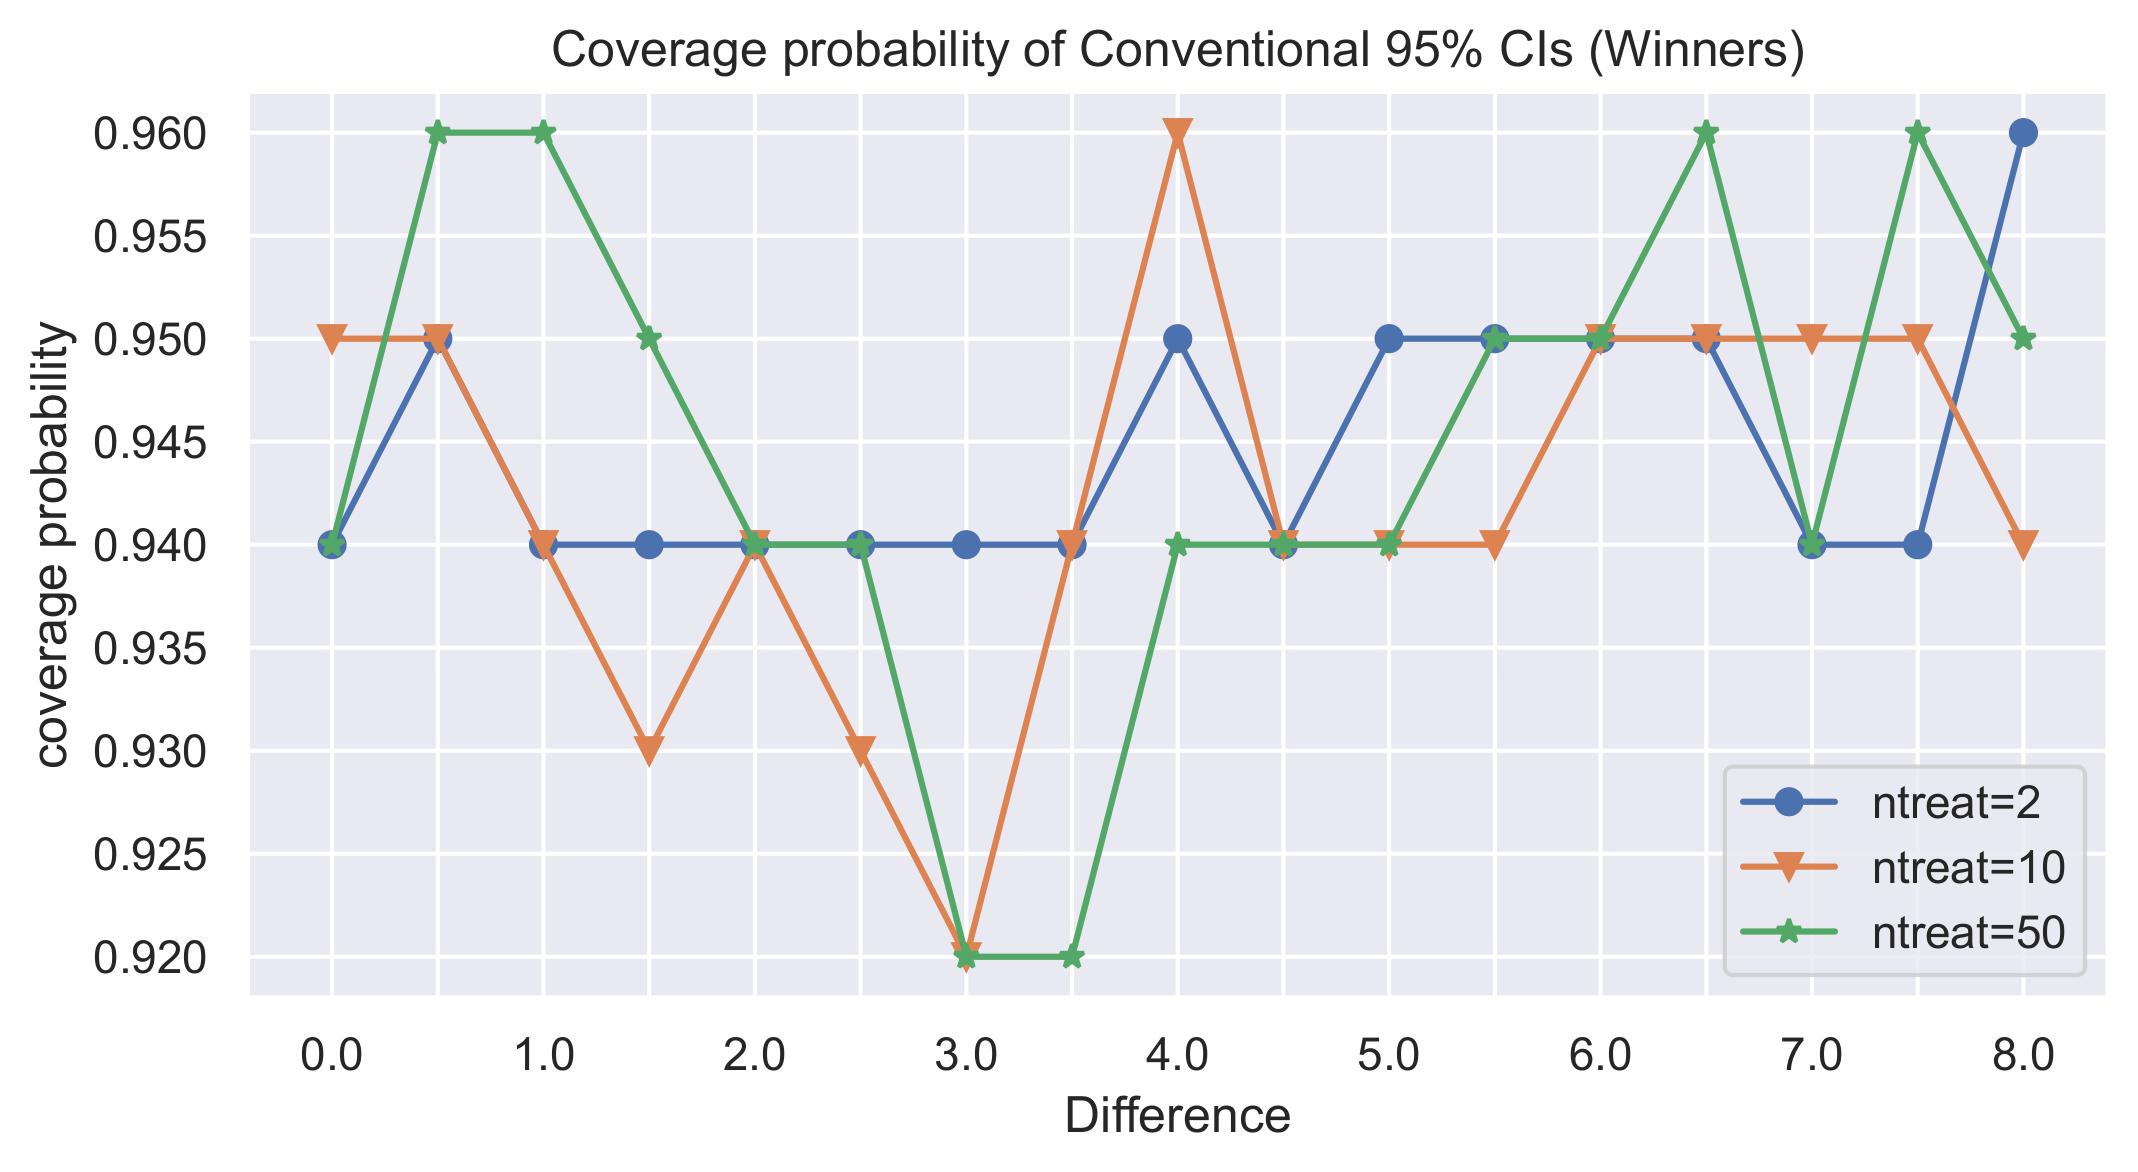 Coverage probability of Conventional 95% CIs (Winners)
coverage probability
0.960
0.955
0.950
0.945
0.940
0.935
0.930
0.925
0.920
ntreat=2
ntreat=10
ntreat=50
0.0 1.0 2.0 3.0 4.0 5.0 6.0 7.0 8.0
Difference